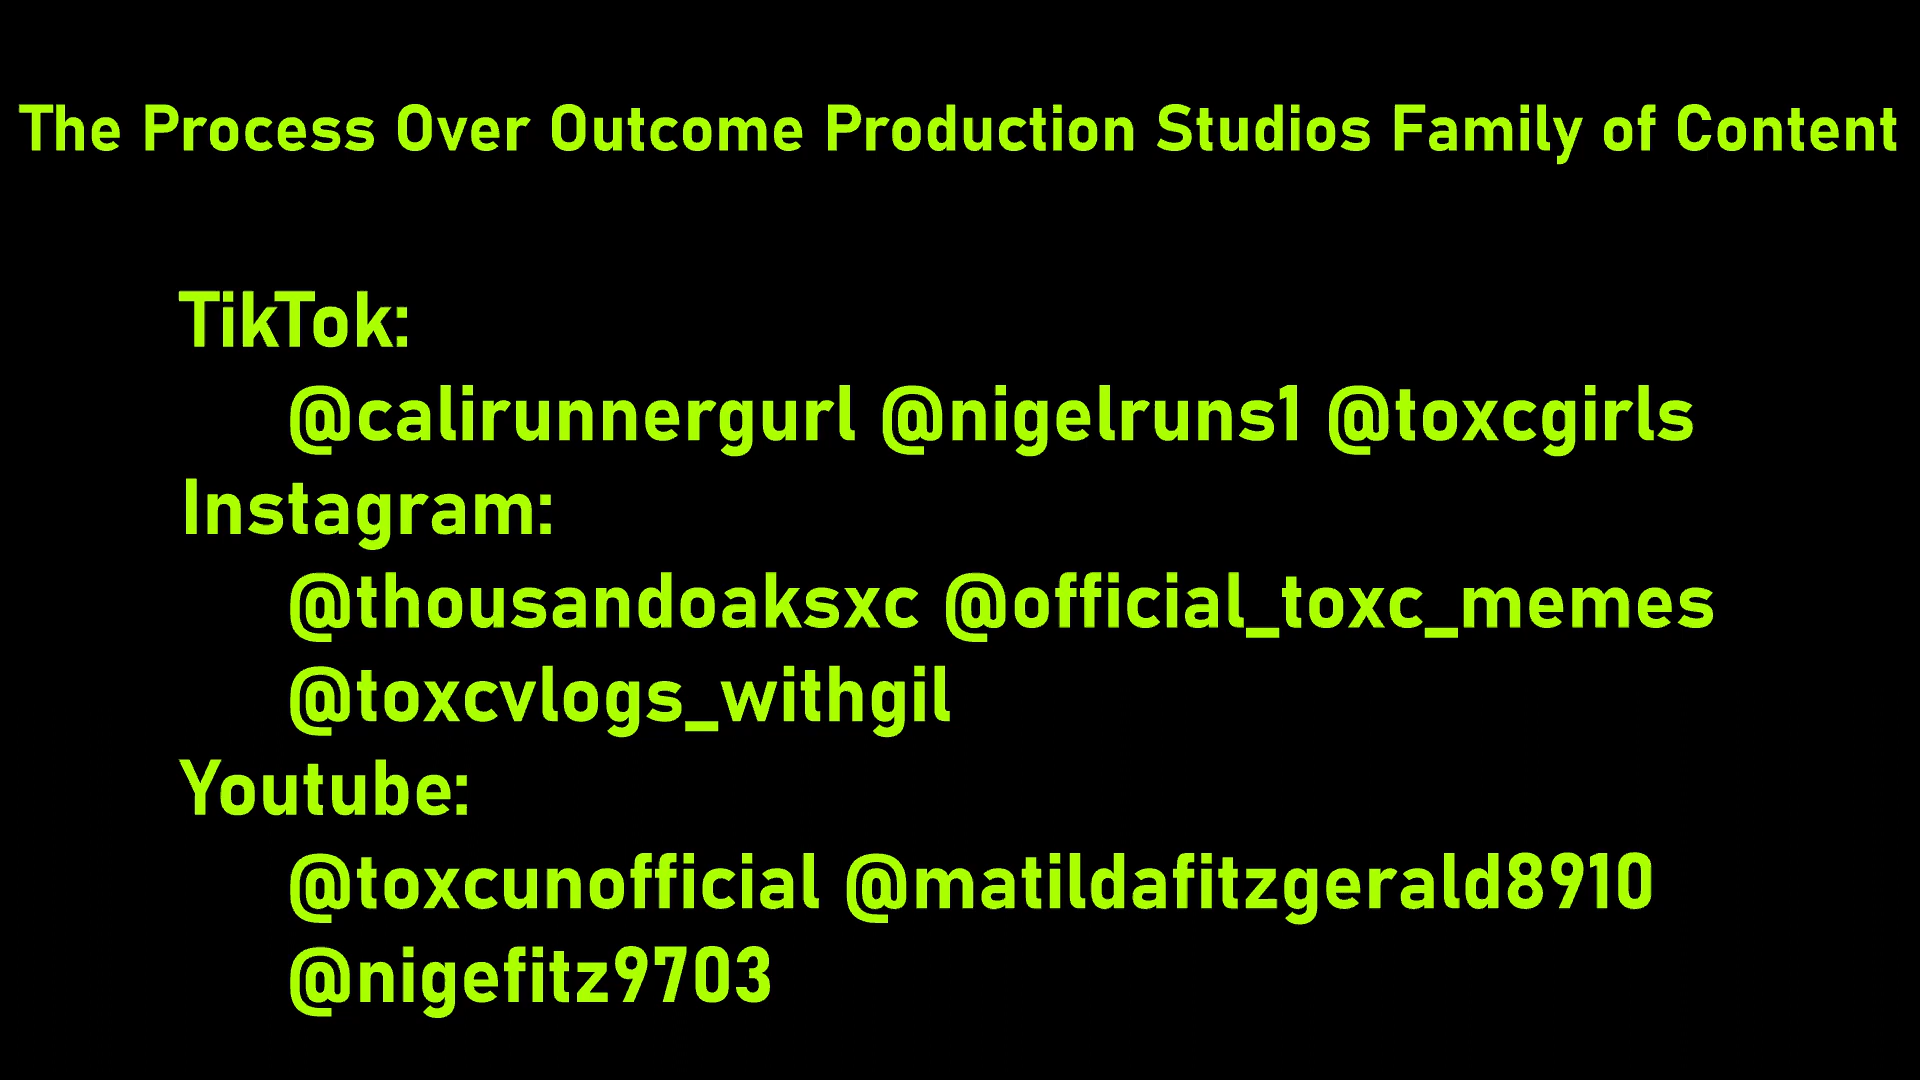 The Process Over Outcome Production Studios Family of Content
TikTok:
@calirunnergurl @nigelruns1 @toxcgirls
Instagram:
@thousandoaksxc @official_toxc_memes
@toxcvlogs_withgil
Youtube:
@toxcunofficial @matildafitzgerald8910
@nigefitz9703